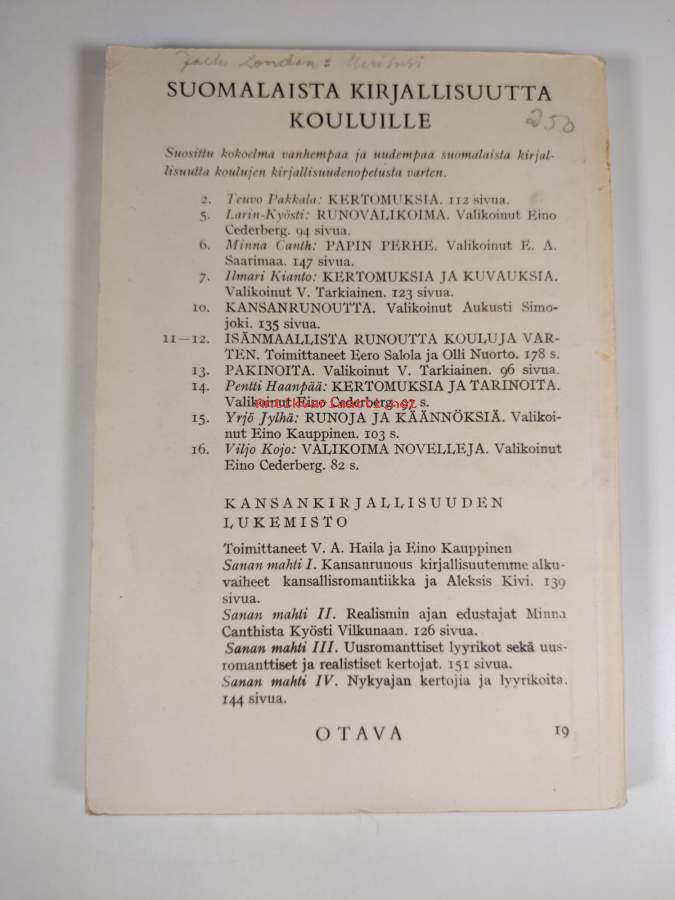 Jack London: Merisusi
SUOMALAISTA KIRJALLISUUTTA
KOULUILLE
250
Suosittu kokoelma vanhempaa ja uudempaa suomalaista kirjal-
lisuutta koulujen kirjallisuudenopetusta varten.
2. Teuvo Pakkala: KERTOMUKSIA. 112 sivua.
5. Larin-Kyösti: RUNOVALIKOIMA. Valikoinut Eino
Cederberg. 94 sivua.
6. Minna Canth: PAPIN PERHE. Valikoinut E. A.
Saarimaa. 147 sivua.
7. Ilmari Kianto: KERTOMUKSIA JA KUVAUKSIA.
Valikoinut V. Tarkiainen. 123 sivua.
10. KANSANRUNOUTTA. Valikoinut Aukusti Simo-
joki. 135 sivua.
11—12. ISÄNMAALLISTA RUNOUTTA KOULUJA VAR-
TEN. Toimittaneet Eero Salola ja Olli Nuorto. 178 s.
13. PAKINOITA. Valikoinut V. Tarkiainen. 96 sivua.
14. Pentti Haanpää: KERTOMUKSIA JA TARINOITA.
Valikoinut Eino Cederberg. 97 s.
Antikvariaatti.net
15. Yrjö Jylhä: RUNOJA JA KÄÄNNÖKSIÄ. Valikoi-
nut Eino Kauppinen. 103 s.
16. Viljo Kojo: VALIKOIMA NOVELLEJA. Valikoinut
Eino Cederberg. 82 s.
KANSANKIRJALLISUUDEN
LUKEMISTO
Toimittaneet V. A. Haila ja Eino Kauppinen
Sanan mahti I. Kansanrunous kirjallisuutemme alku-
vaiheet kansallisromantiikka ja Aleksis Kivi. 139
sivua.
Sanan mahti II. Realismin ajan edustajat Minna
Canthista Kyösti Vilkunaan. 126 sivua.
Sanan mahti III. Uusromanttiset lyyrikot sekä uus-
romanttiset ja realistiset kertojat. 151 sivua.
Sanan mahti IV. Nykyajan kertojia ja lyyrikoita.
144 sivua.
OTAVA 19